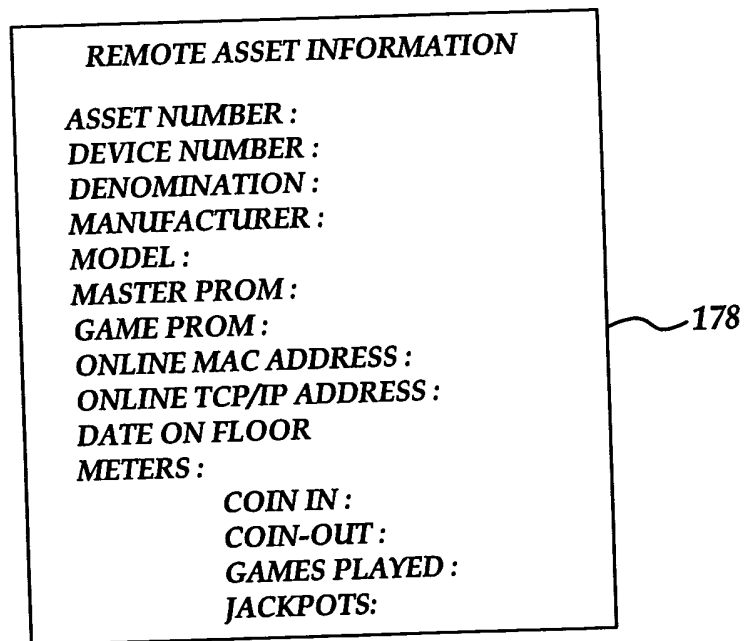 REMOTE ASSET INFORMATION
ASSET NUMBER :
DEVICE NUMBER :
DENOMINATION :
MANUFACTURER :
MODEL :
MASTER PROM :
GAME PROM :
ONLINE MAC ADDRESS :
ONLINE TCP/IP ADDRESS :
DATE ON FLOOR
METERS :
COIN IN :
COIN-OUT :
GAMES PLAYED :
JACKPOTS:
178